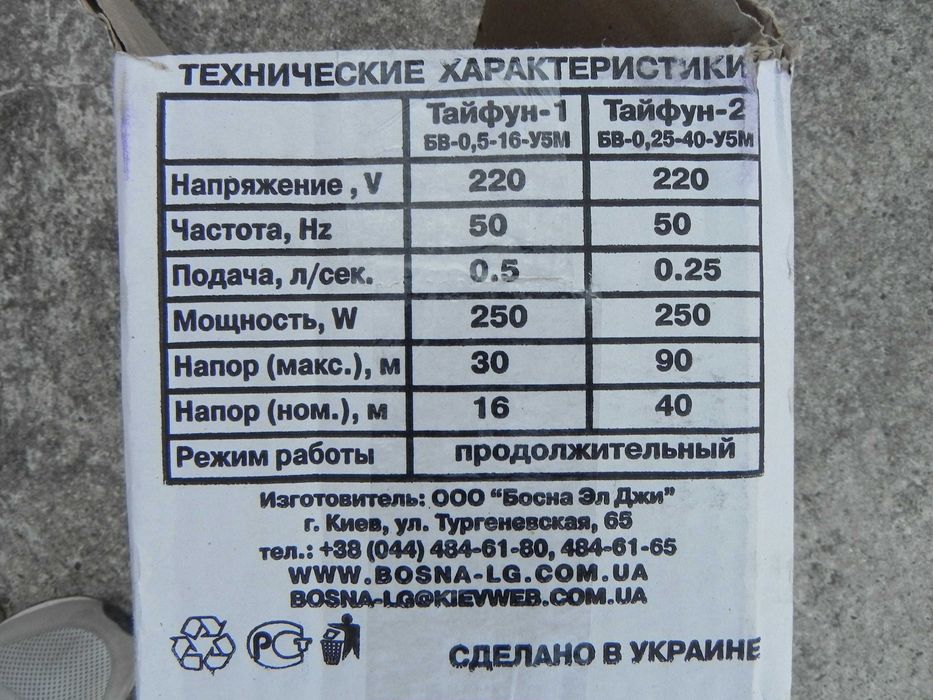 ТЕХНИЧЕСКИЕ ХАРАКТЕРИСТИКИ
Тайфун-1 Тайфун-2
БВ-0,5-16-У5М БВ-0,25-40-У5М
Напряжение , V 220 220
Частота, Hz 50 50
Подача, л/сек. 0.5 0.25
Мощность, W 250 250
Напор (макс.), м 30 90
Напор (ном.), м 16 40
Режим работы продолжительный
Изготовитель: ООО "Босна Эл Джи"
г. Киев, ул. Тургеневская, 65
тел.: +38 (044) 484-61-80, 484-61-65
WWW.BOSNA-LG.COM.UA
BOSNA-LG@KIEVWEB.COM.UA
РСТ
СДЕЛАНО В УКРАИНЕ